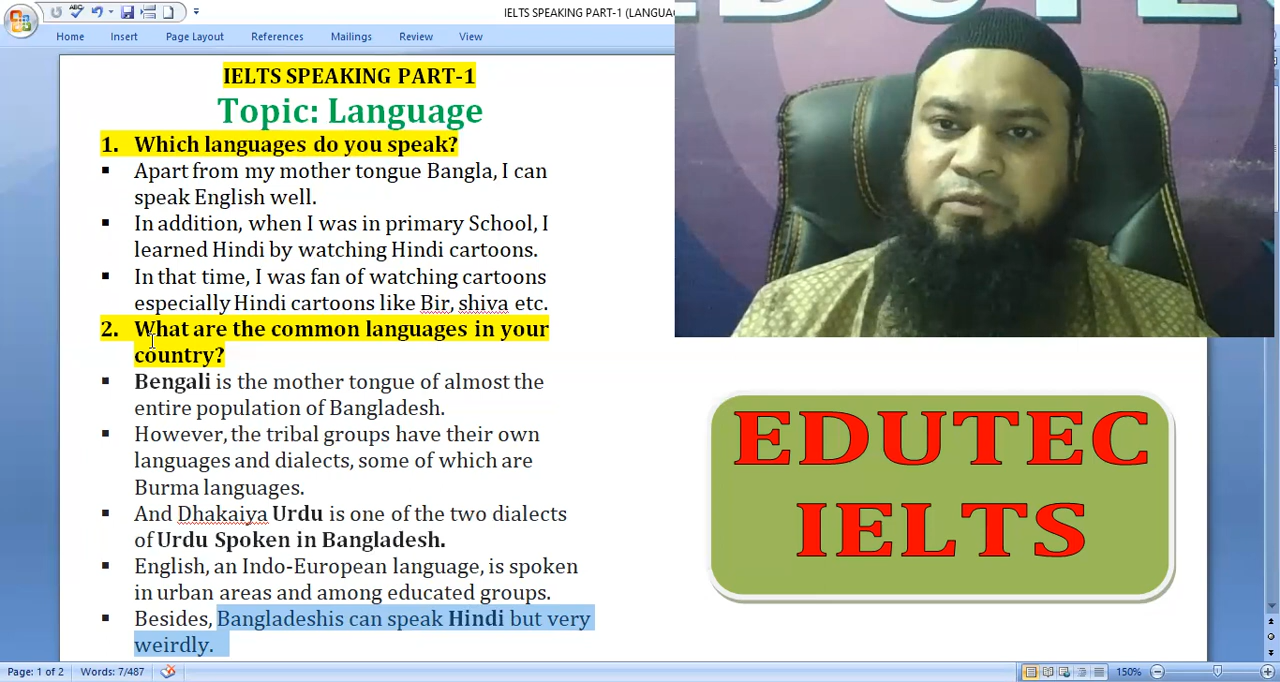 IELTS SPEAKING PART-1 (LANGUA
Home Insert Page Layout References Mailings Review View
EDUTEC
IELTS SPEAKING PART-1
Topic: Language
1. Which languages do you speak?
▪ Apart from my mother tongue Bangla, I can
speak English well.
▪ In addition, when I was in primary School, I
learned Hindi by watching Hindi cartoons.
▪ In that time, I was fan of watching cartoons
especially Hindi cartoons like Bir, shiva etc.
2. What are the common languages in your
country?
▪ Bengali is the mother tongue of almost the
entire population of Bangladesh.
▪ However, the tribal groups have their own
languages and dialects, some of which are
Burma languages.
▪ And Dhakaiya Urdu is one of the two dialects
of Urdu Spoken in Bangladesh.
▪ English, an Indo-European language, is spoken
in urban areas and among educated groups.
▪ Besides, Bangladeshis can speak Hindi but very
weirdly.
EDUTEC
IELTS
Page: 1 of 2 Words: 7/487 150%